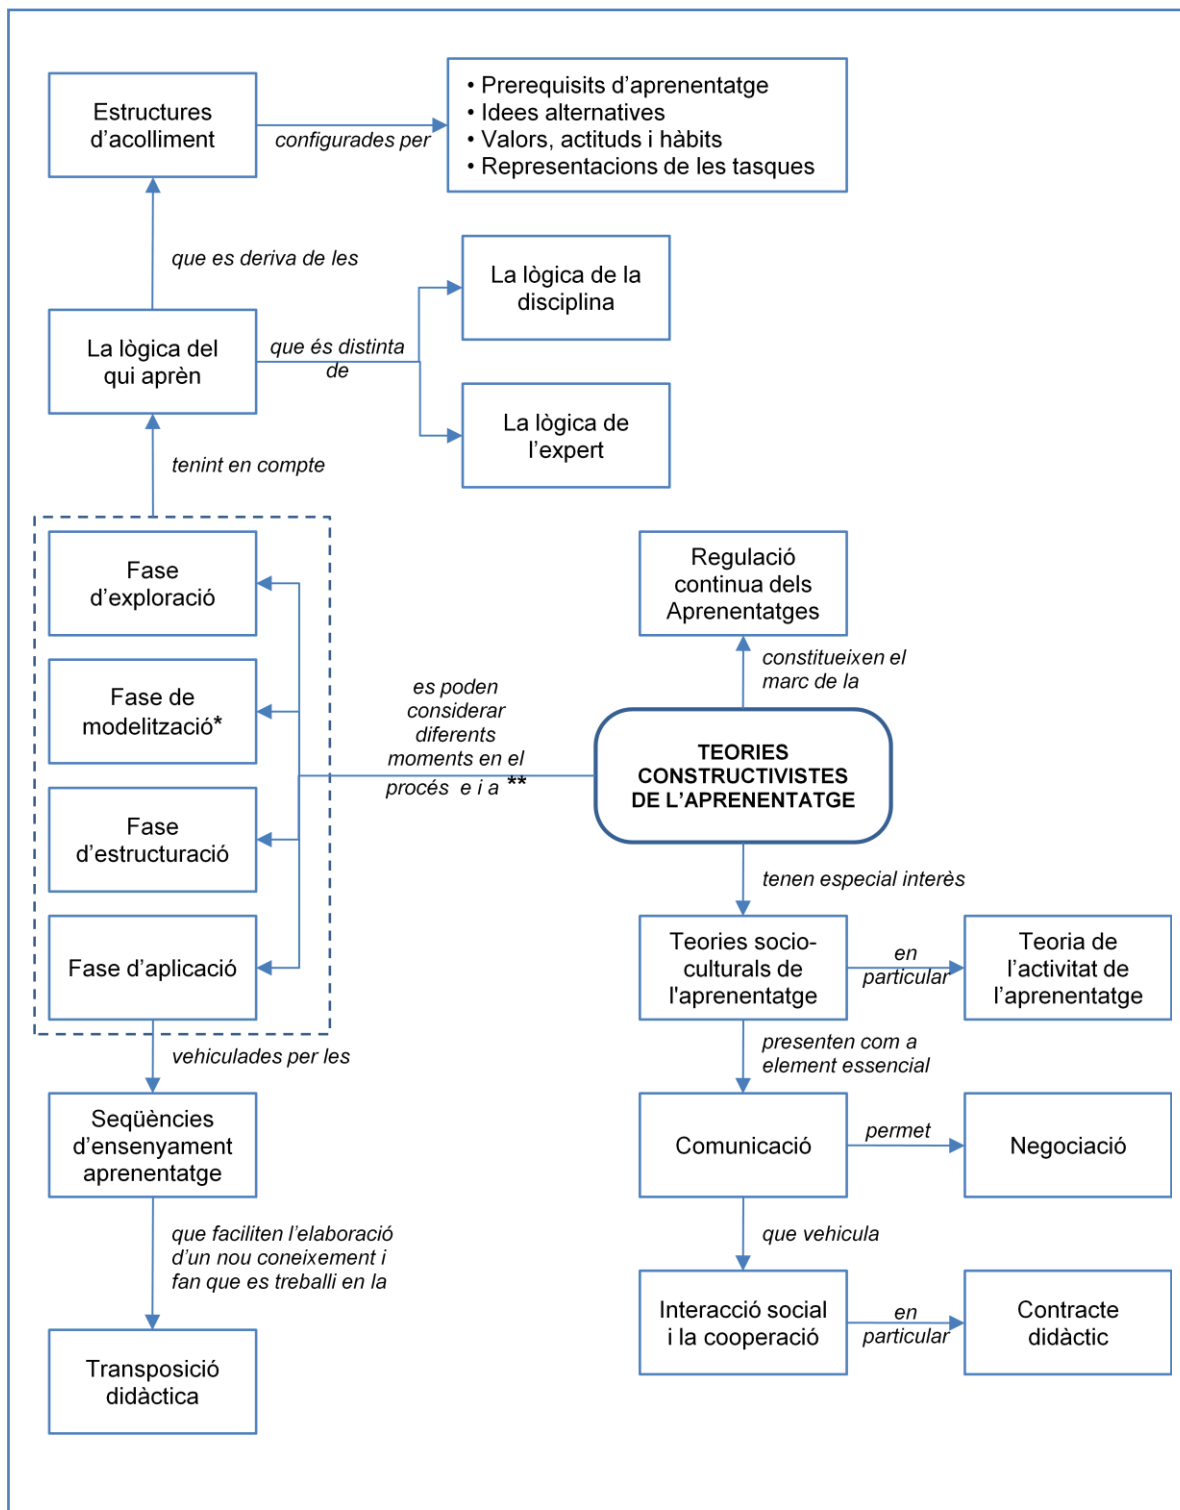 Estructures
d’acolliment
configurades per
• Prerequisits d’aprenentatge
• Idees alternatives
• Valors, actituds i hàbits
• Representacions de les tasques
que es deriva de les
La lògica de la
disciplina
La lògica del
qui aprèn
que és distinta
de
La lògica de
l’expert
tenint en compte
Fase
d’exploració
Regulació
continua dels
Aprenentatges
constitueixen el
marc de la
Fase de
modelització*
es poden
considerar
diferents
moments en el
procés e i a **
TEORIES
CONSTRUCTIVISTES
DE L’APRENENTATGE
Fase
d'estructuració
tenen especial interès
Fase d’aplicació
Teories socio-
culturals de
l'aprenentatge
en
particular
Teoria de
l’activitat de
l’aprenentatge
vehiculades per les
presenten com a
element essencial
Seqüències
d’ensenyament
aprenentatge
Comunicació
permet
Negociació
que faciliten l’elaboració
d’un nou coneixement i
fan que es treballi en la
que vehicula
Transposició
didàctica
Interacció social
i la cooperació
en
particular
Contracte
didàctic